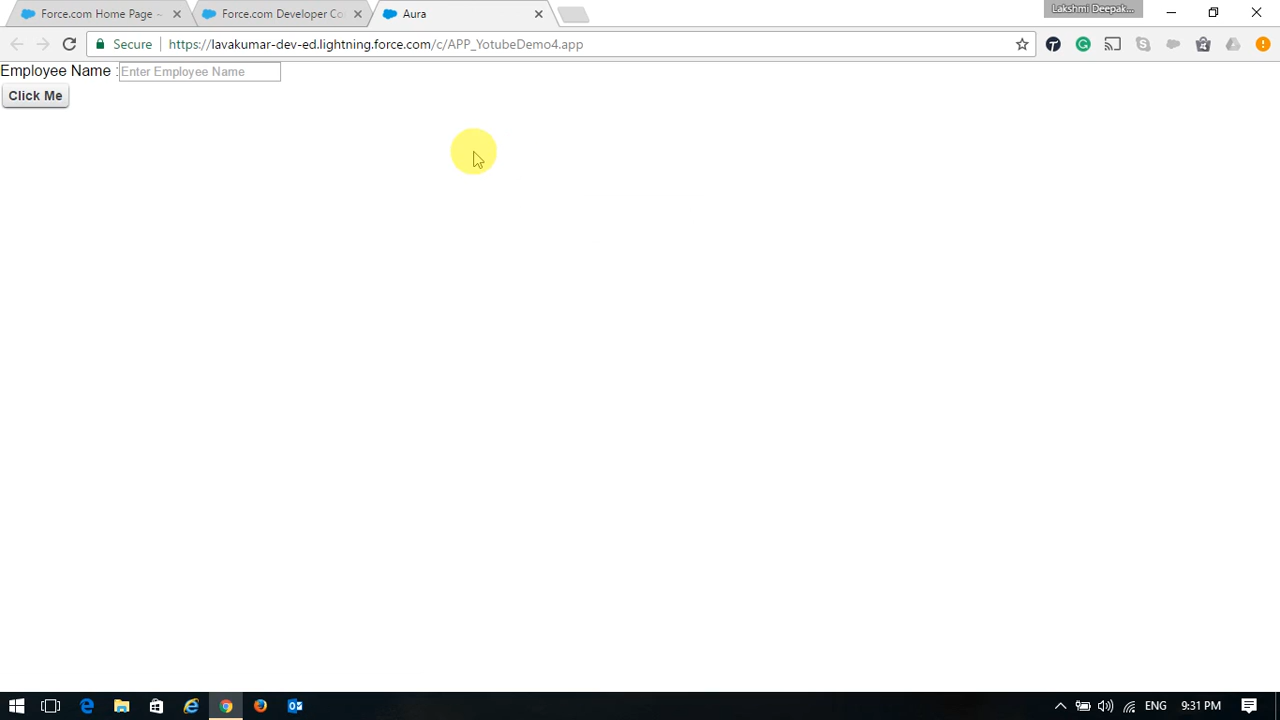 Force.com Home Page ~
Force.com Developer Co
Aura
Lakshmi Deepak...
Secure
https://lavakumar-dev-ed.lightning.force.com/c/APP_YotubeDemo4.app
Employee Name :
Enter Employee Name
Click Me
ENG
9:31 PM